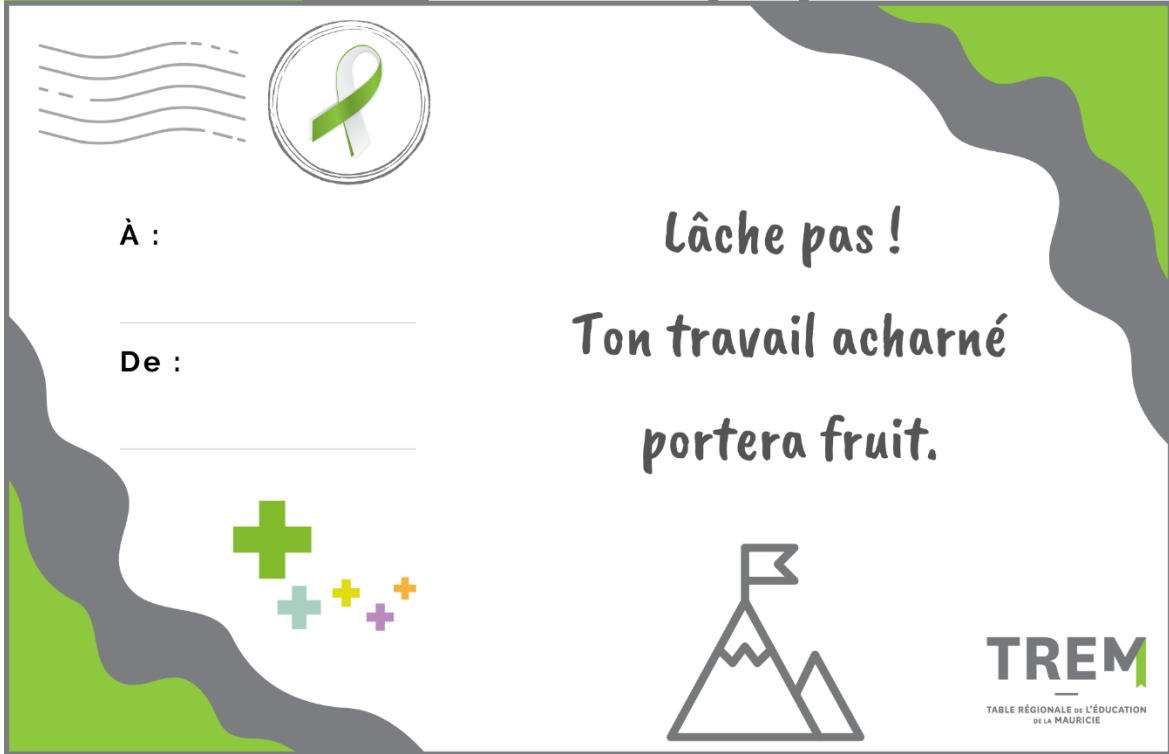 À :
De :
Lâche pas !
Ton travail acharné
portera fruit.
TREM
TABLE RÉGIONALE DE L'ÉDUCATION
DE LA MAURICIE